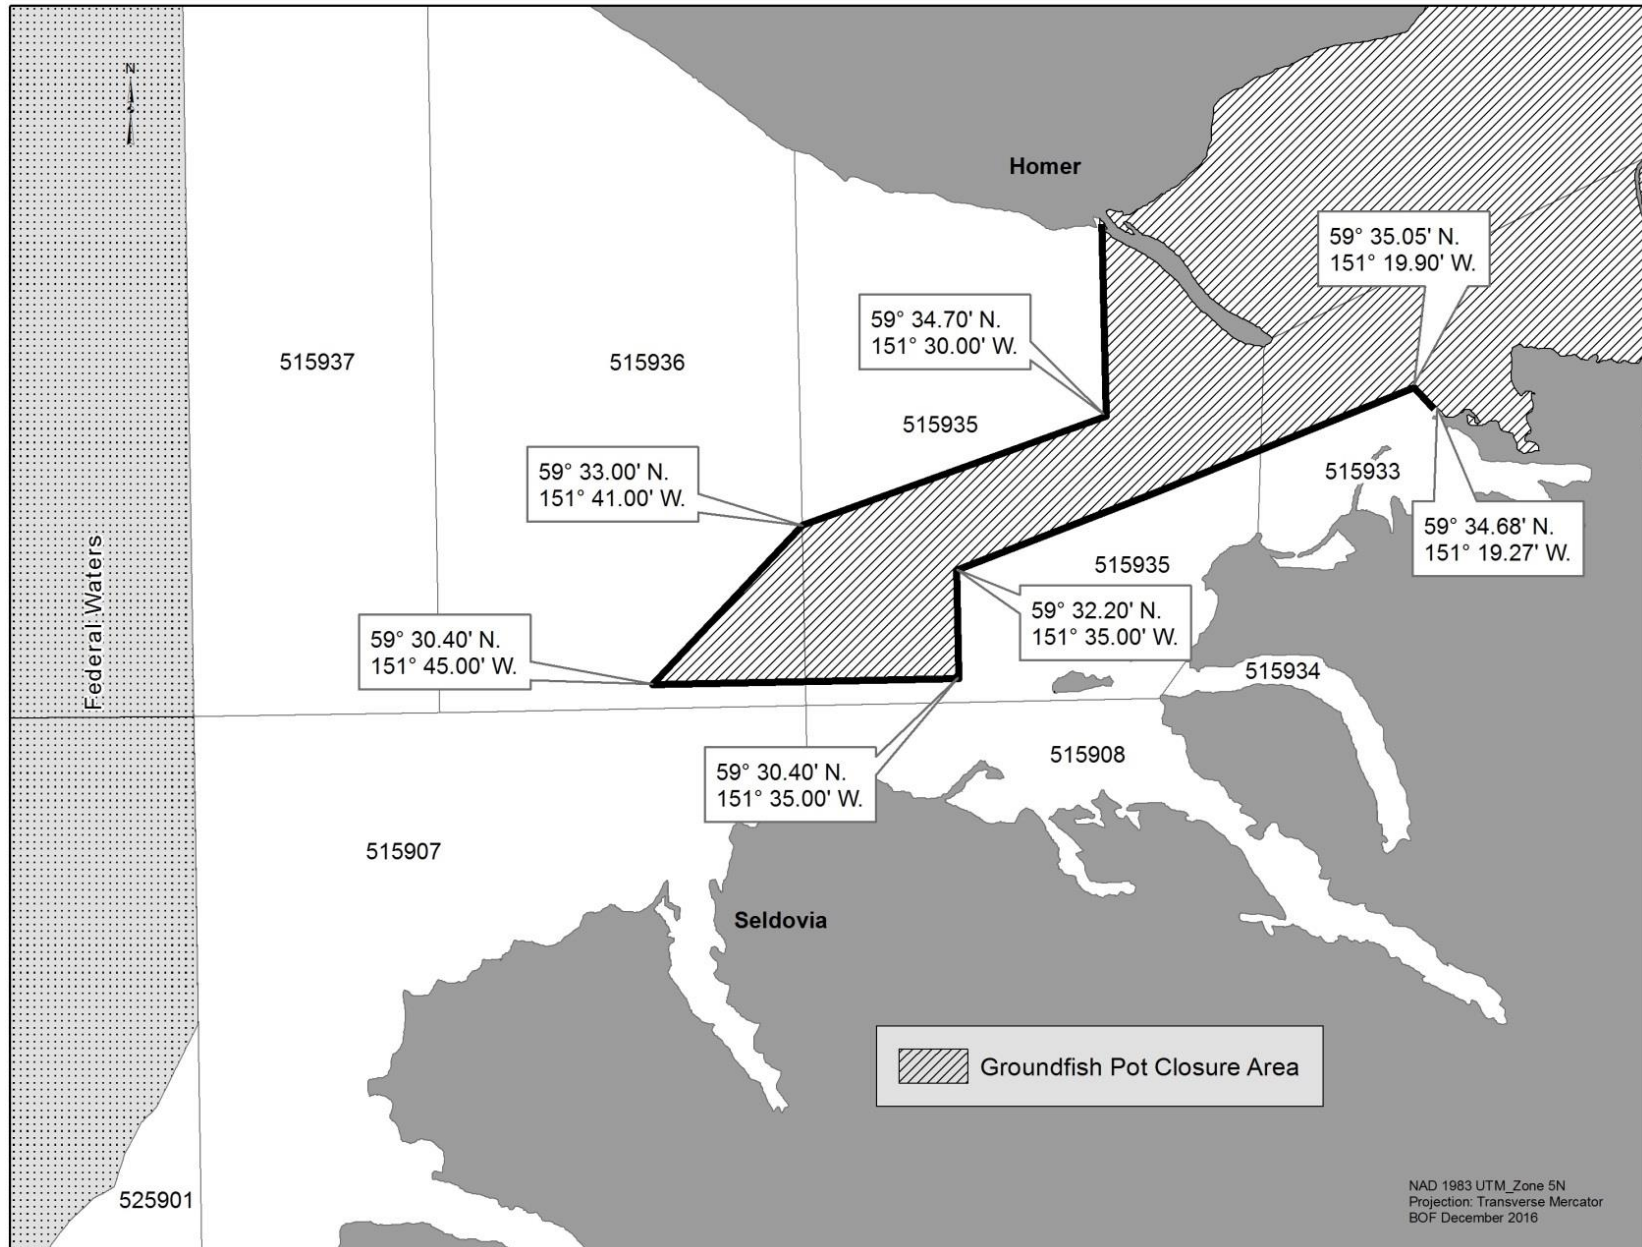 N
Homer
59° 35.05' N.
151° 19.90' W.
59° 34.70' N.
151° 30.00' W.
515937
515936
515935
59° 33.00' N.
151° 41.00' W.
515933
59° 34.68' N.
151° 19.27' W.
Federal Waters
515935
59° 32.20' N.
151° 35.00' W.
59° 30.40' N.
151° 45.00' W.
515934
515908
59° 30.40' N.
151° 35.00' W.
515907
Seldovia
Groundfish Pot Closure Area
525901
NAD 1983 UTM_Zone 5N
Projection: Transverse Mercator
BOF December 2016